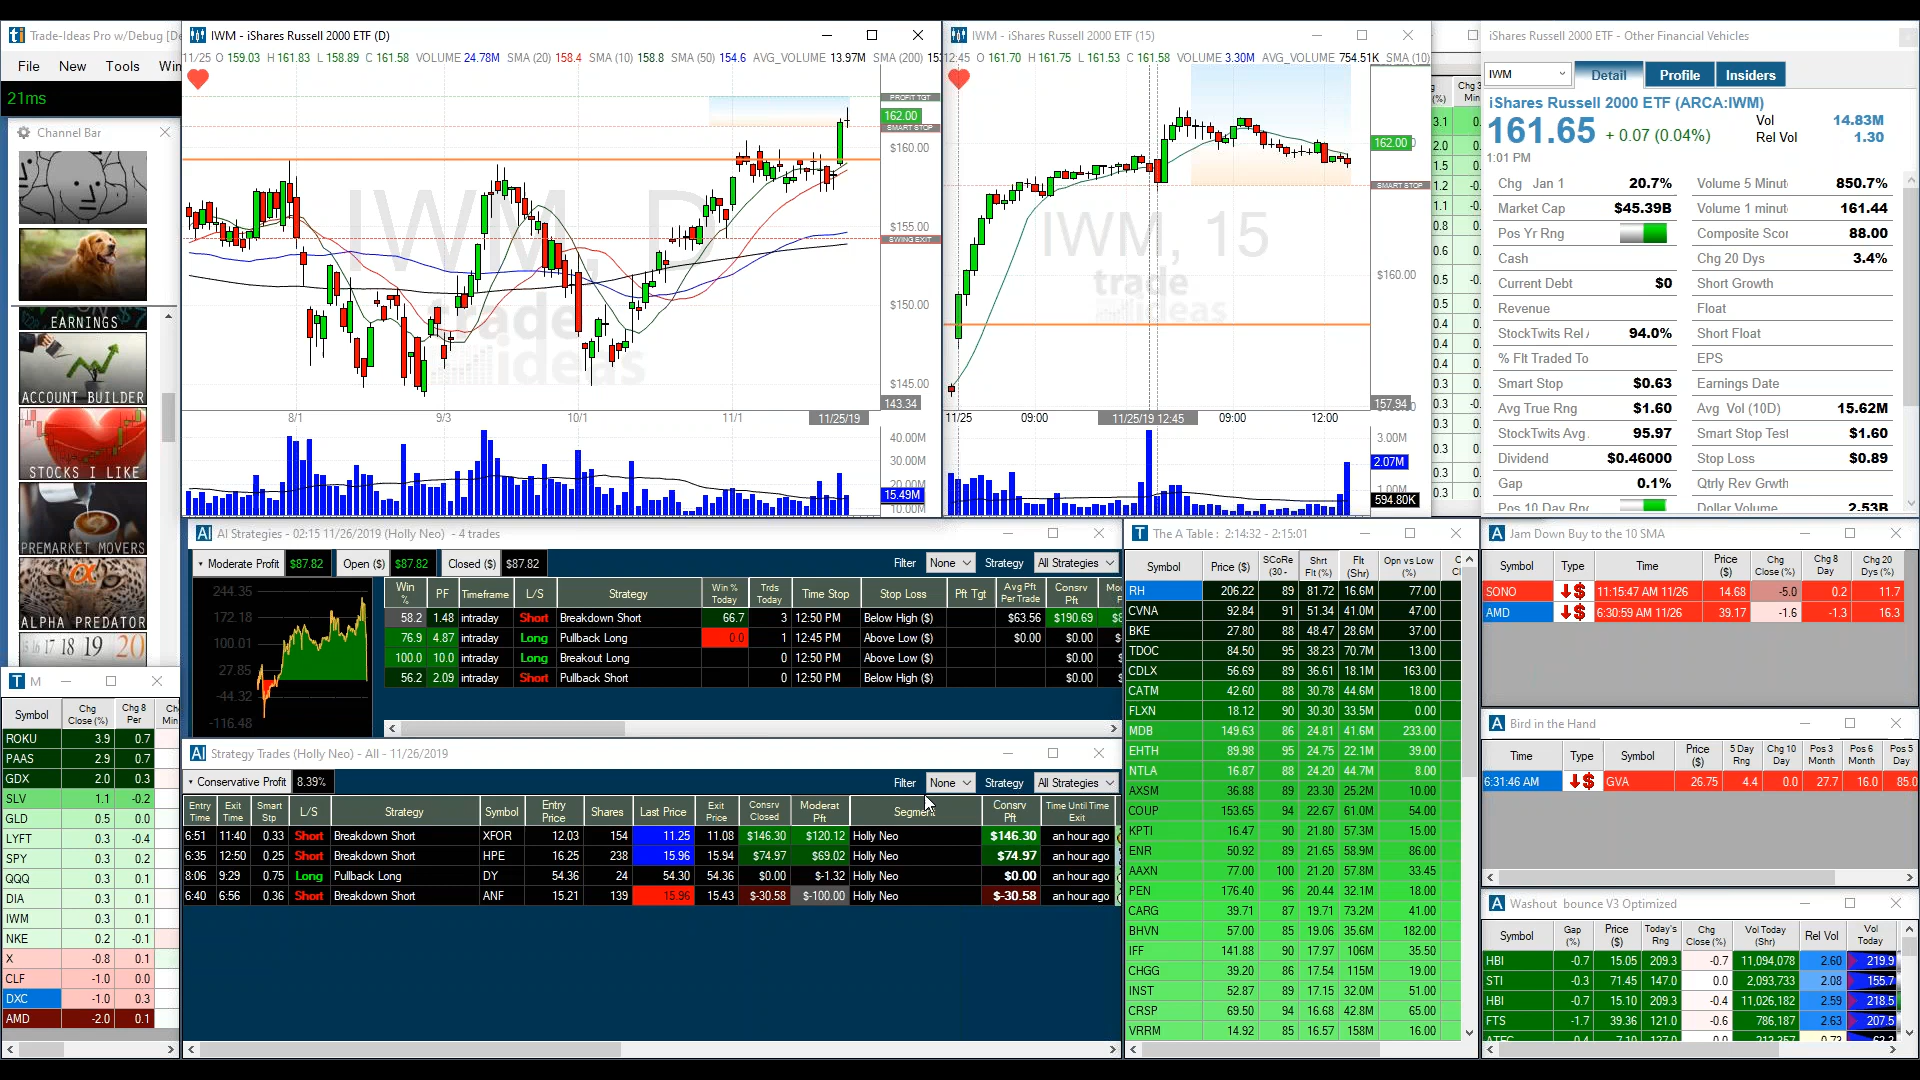 Trade-Ideas Pro w/Debug [De
File New Tools Win
21ms
Channel Bar
EARNINGS
ACCOUNT BUILDER
STOCKS I LIKE
PREMARKET MOVERS
ALPHA PREDATOR
16 17 18 19 20
IWM - iShares Russell 2000 ETF (D)
11/25 O 159.03 H 161.83 L 158.89 C 161.58 VOLUME 24.78M SMA (20) 158.4 SMA (10) 158.8 SMA (50) 154.6 AVG_VOLUME 13.97M SMA (200)
IWM, D
trade ideas
PROFIT TGT
162.00
SMART STOP
$160.00
$155.00
SWING EXIT
$150.00
$145.00
143.34
8/1 9/3 10/1 11/1 11/25/19
40.00M
30.00M
20.00M
15.49M
10.00M
IWM - iShares Russell 2000 ETF (15)
12:45 O 161.70 H 161.75 L 161.53 C 161.58 VOLUME 3.30M AVG_VOLUME 754.51K SMA (10)
IWM, 15
trade
ideas
162.00
SMART STOP
$160.00
157.94
11/25 09:00 11/25/19 12:45 09:00 12:00
3.00M
2.07M
1.00M
594.80K
iShares Russell 2000 ETF - Other Financial Vehicles
IWM Detail Profile Insiders
iShares Russell 2000 ETF (ARCA:IWM)
161.65 + 0.07 (0.04%) Vol 14.83M
Rel Vol 1.30
1:01 PM
Chg Jan 1 20.7% Volume 5 Minut 850.7%
Market Cap $45.39B Volume 1 minut 161.44
Pos Yr Rng Composite Scor 88.00
Cash Chg 20 Dys 3.4%
Current Debt $0 Short Growth
Revenue Float
StockTwits Rel 94.0% Short Float
% Flt Traded To EPS
Smart Stop $0.63 Earnings Date
Avg True Rng $1.60 Avg Vol (10D) 15.62M
StockTwits Avg 95.97 Smart Stop Test $1.60
Dividend $0.46000 Stop Loss $0.89
Gap 0.1% Qtrly Rev Grwth
Pos 10 Day Rng Dollar Volume 2.53B
AI Strategies - 02:15 11/26/2019 (Holly Neo) - 4 trades
Moderate Profit $87.82 Open ($) $87.82 Closed ($) $87.82 Filter None Strategy All Strategies
244.35
172.18
100.01
27.85
-44.32
-116.48
Win % PF Timeframe L/S Strategy Win % Today Trds Today Time Stop Stop Loss Pft Tgt Avg Pft Per Trade Consrv Pft
58.2 1.48 intraday Short Breakdown Short 66.7 3 12:50 PM Below High ($) $63.56 $190.69
76.9 4.87 intraday Long Pullback Long 0.0 1 12:45 PM Above Low ($) $0.00 $0.00
100.0 10.0 intraday Long Breakout Long 0 12:50 PM Above Low ($) $0.00
56.2 2.09 intraday Short Pullback Short 0 12:50 PM Below High ($) $0.00
Strategy Trades (Holly Neo) - All - 11/26/2019
Conservative Profit 8.39% Filter None Strategy All Strategies
Entry Time Exit Time Smart Stp L/S Strategy Symbol Entry Price Shares Last Price Exit Price Consrv Closed Moderat Pft Segment Consrv Pft Time Until Time Exit
6:51 11:40 0.33 Short Breakdown Short XFOR 12.03 154 11.25 11.08 $146.30 $120.12 Holly Neo $146.30 an hour ago
6:35 12:50 0.25 Short Breakdown Short HPE 16.25 238 15.96 15.94 $74.97 $69.02 Holly Neo $74.97 an hour ago
8:06 9:29 0.75 Long Pullback Long DY 54.36 24 54.30 54.36 $0.00 $-1.32 Holly Neo $0.00 an hour ago
6:40 6:56 0.36 Short Breakdown Short ANF 15.21 139 15.96 15.43 $-30.58 $-100.00 Holly Neo $-30.58 an hour ago
M
Symbol Chg Close (%) Chg 8 Per
ROKU 3.9 0.7
PAAS 2.9 0.7
GDX 2.0 0.3
SLV 1.1 -0.2
GLD 0.5 0.0
LYFT 0.3 -0.4
SPY 0.3 0.2
QQQ 0.3 0.1
DIA 0.3 0.1
IWM 0.3 0.1
NKE 0.2 -0.1
X -0.8 0.1
CLF -1.0 0.0
DXC -1.0 0.3
AMD -2.0 0.1
The A Table : 2:14:32 - 2:15:01
Symbol Price ($) SCoRe (30 - Shrt Flt (%) Flt (Shr) Opn vs Low (%)
RH 206.22 89 81.72 16.6M 77.00
CVNA 92.84 91 51.34 41.0M 47.00
BKE 27.80 88 48.47 28.6M 37.00
TDOC 84.50 95 38.23 70.7M 13.00
CDLX 56.69 89 36.61 18.1M 163.00
CATM 42.60 88 30.78 44.6M 18.00
FLXN 18.12 90 30.30 33.5M 0.00
MDB 149.63 86 24.81 41.6M 233.00
EHTH 89.98 95 24.75 22.1M 39.00
NTLA 16.87 88 24.20 44.7M 8.00
AXSM 36.88 89 23.30 25.2M 10.00
COUP 153.65 94 22.67 61.0M 54.00
KPTI 16.47 90 21.80 57.3M 15.00
ENR 50.92 89 21.65 58.9M 86.00
AAXN 77.00 100 21.20 57.8M 33.45
PEN 176.40 96 20.44 32.1M 18.00
CARG 39.71 87 19.71 73.2M 41.00
BHVN 57.00 85 19.06 35.6M 182.00
IFF 141.88 90 17.97 106M 35.50
CHGG 39.20 86 17.54 115M 19.00
INST 52.87 89 17.15 32.0M 51.00
CRSP 69.50 94 16.68 42.8M 65.00
VRRM 14.92 85 16.57 158M 16.00
Jam Down Buy to the 10 SMA
Symbol Type Time Price ($) Chg Close (%) Chg 8 Day Chg 20 Dys (%)
SONO 11:15:47 AM 11/26 14.68 -5.0 0.2 11.7
AMD 6:30:59 AM 11/26 39.17 -1.6 -1.3 16.3
Bird in the Hand
Time Type Symbol Price ($) 5 Day Rng Chg 10 Day Pos 3 Month Pos 6 Month Pos 5 Day
6:31:46 AM GVA 26.75 4.4 0.0 27.7 16.0 85.0
Washout bounce V3 Optimized
Symbol Gap (%) Price ($) Today's Rng Chg Close (%) Vol Today (Shr) Rel Vol Vol Today
HBI -0.7 15.05 209.3 -0.7 11,094,078 2.60 219.9
STI -0.3 71.45 147.0 0.0 2,093,733 2.08 155.7
HBI -0.7 15.10 209.3 -0.4 11,026,182 2.59 218.5
FTS -1.7 39.36 121.0 -0.6 786,187 2.63 207.5